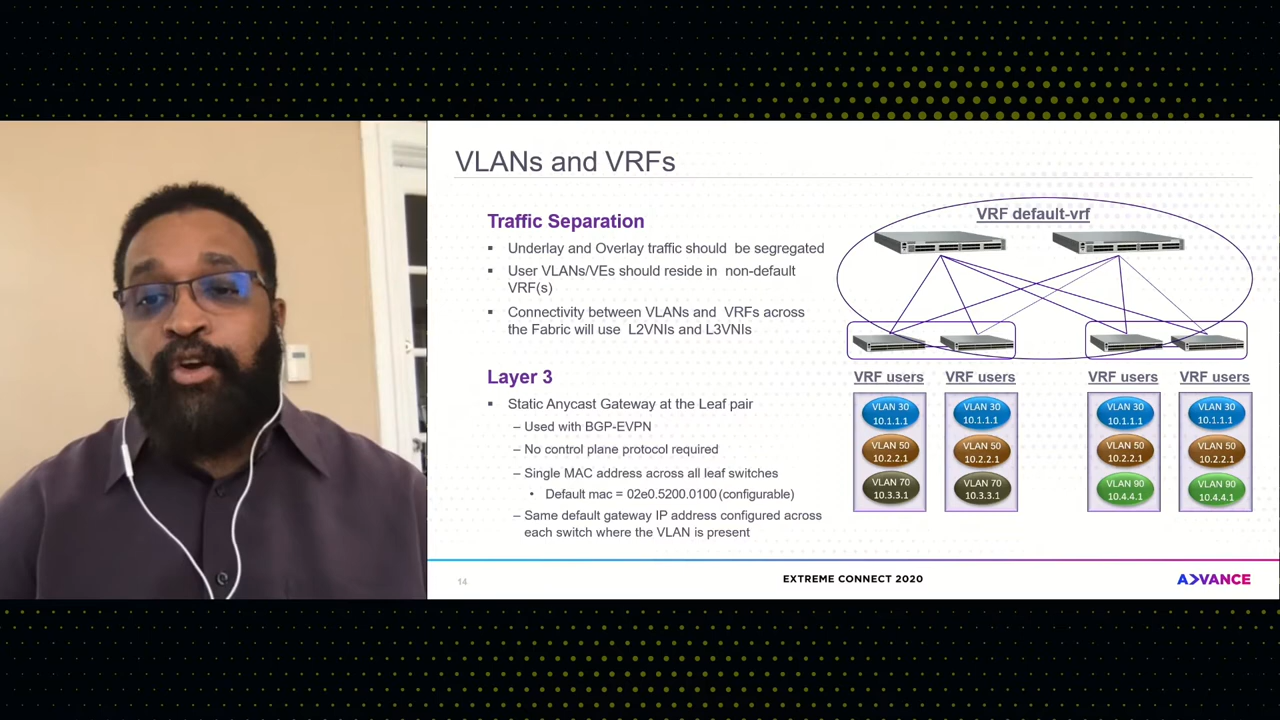 VLANs and VRFs
Traffic Separation
▪ Underlay and Overlay traffic should be segregated
▪ User VLANs/VEs should reside in non-default
VRF(s)
▪ Connectivity between VLANs and VRFs across
the Fabric will use L2VNIs and L3VNIs
Layer 3
▪ Static Anycast Gateway at the Leaf pair
– Used with BGP-EVPN
– No control plane protocol required
– Single MAC address across all leaf switches
• Default mac = 02e0.5200.0100 (configurable)
– Same default gateway IP address configured across
each switch where the VLAN is present
VRF default-vrf
VRF users
VLAN 30
10.1.1.1
VLAN 50
10.2.2.1
VLAN 70
10.3.3.1
VRF users
VLAN 30
10.1.1.1
VLAN 50
10.2.2.1
VLAN 70
10.3.3.1
VRF users
VLAN 30
10.1.1.1
VLAN 50
10.2.2.1
VLAN 90
10.4.4.1
VRF users
VLAN 30
10.1.1.1
VLAN 50
10.2.2.1
VLAN 90
10.4.4.1
14
EXTREME CONNECT 2020
ADVANCE